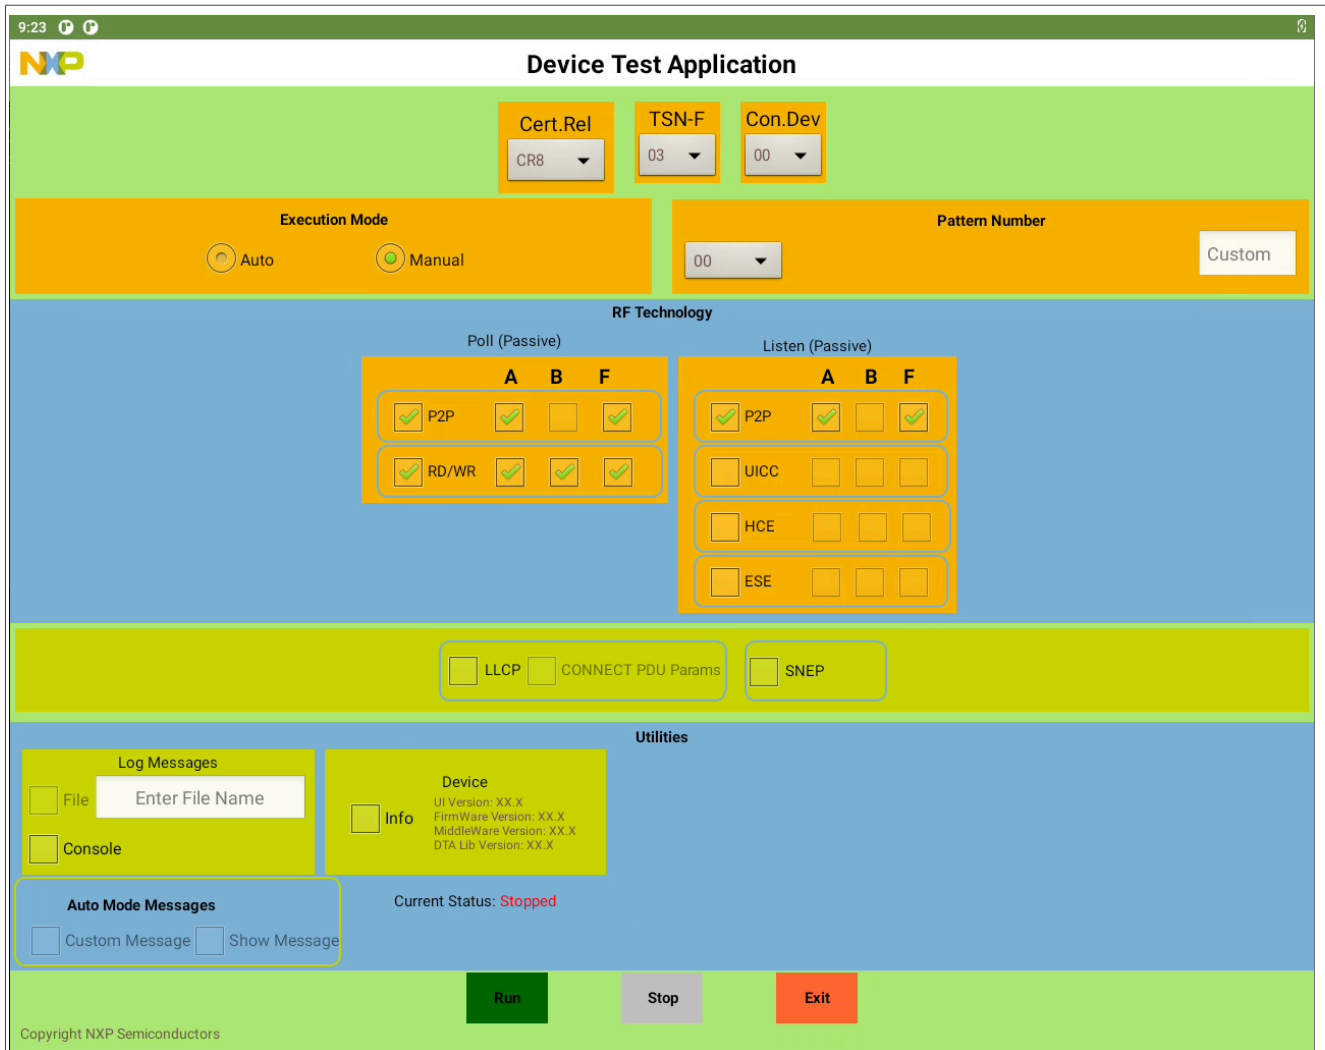 9:23
NXP
Device Test Application
Cert.Rel TSN-F Con.Dev
CR8 03 00
Execution Mode
Auto Manual
Pattern Number
00 Custom
RF Technology
Poll (Passive)
A B F
P2P
RD/WR
Listen (Passive)
A B F
P2P
UICC
HCE
ESE
LLCP CONNECT PDU Params SNEP
Utilities
Log Messages
File Enter File Name
Console
Device
Info
UI Version: XX.X
FirmWare Version: XX.X
MiddleWare Version: XX.X
DTA Lib Version: XX.X
Auto Mode Messages
Custom Message Show Message
Current Status: Stopped
Run Stop Exit
Copyright NXP Semiconductors